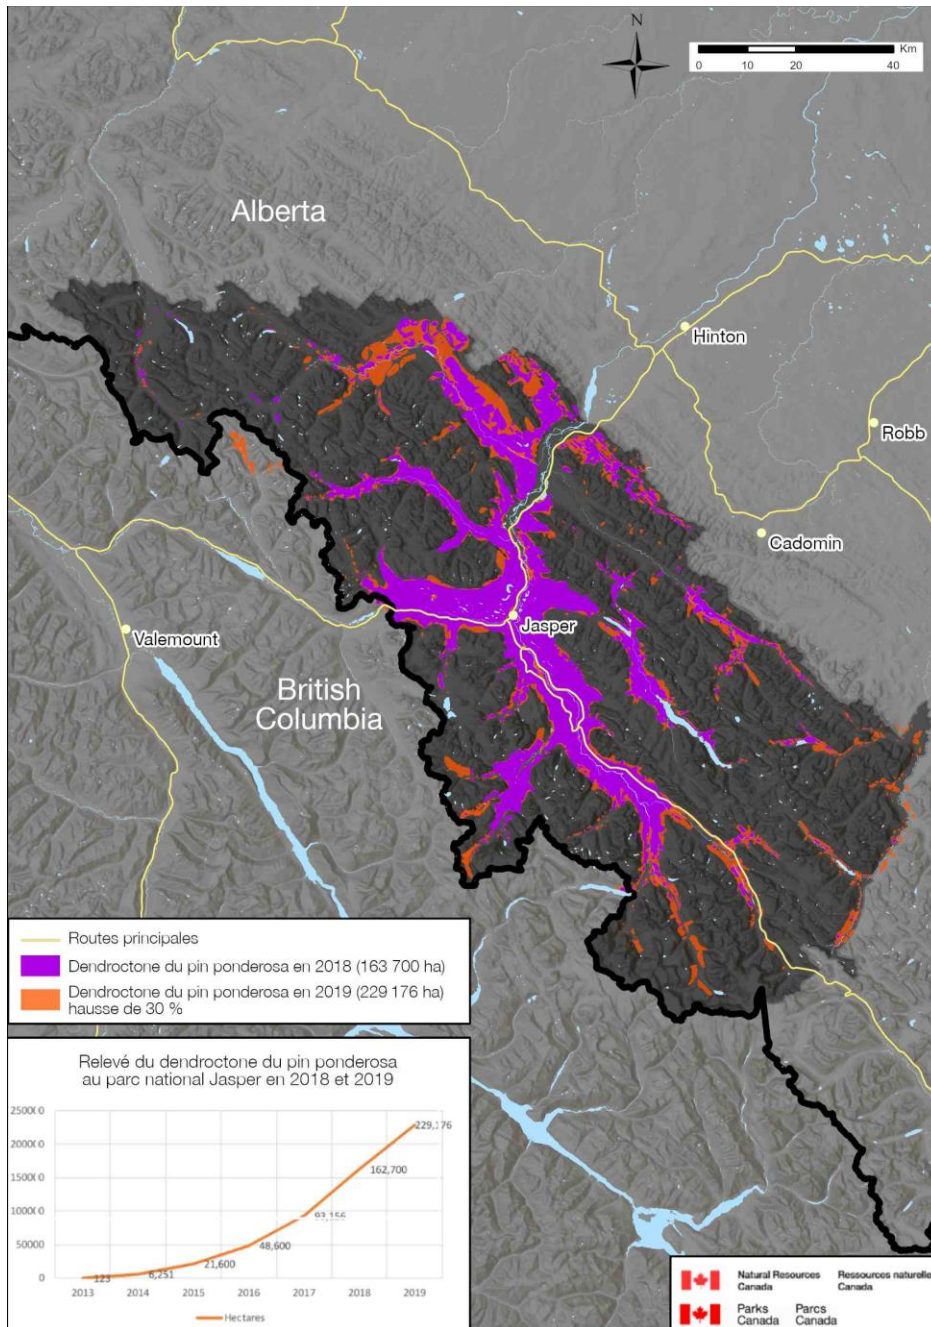 N
Km
0 10 20 40
Alberta
Hinton
Robb
Cadomin
Jasper
Valemount
British
Columbia
Routes principales
Dendroctone du pin ponderosa en 2018 (163 700 ha)
Dendroctone du pin ponderosa en 2019 (229 176 ha)
hausse de 30 %
Relevé du dendroctone du pin ponderosa
au parc national Jasper en 2018 et 2019
229,176
162,700
93,156
48,600
50000
21,600
6,251
123
0
2013 2014 2015 2016 2017 2018 2019
Hectares
Natural Resources Ressources naturelle
Canada Canada
Parks Parcs
Canada Canada